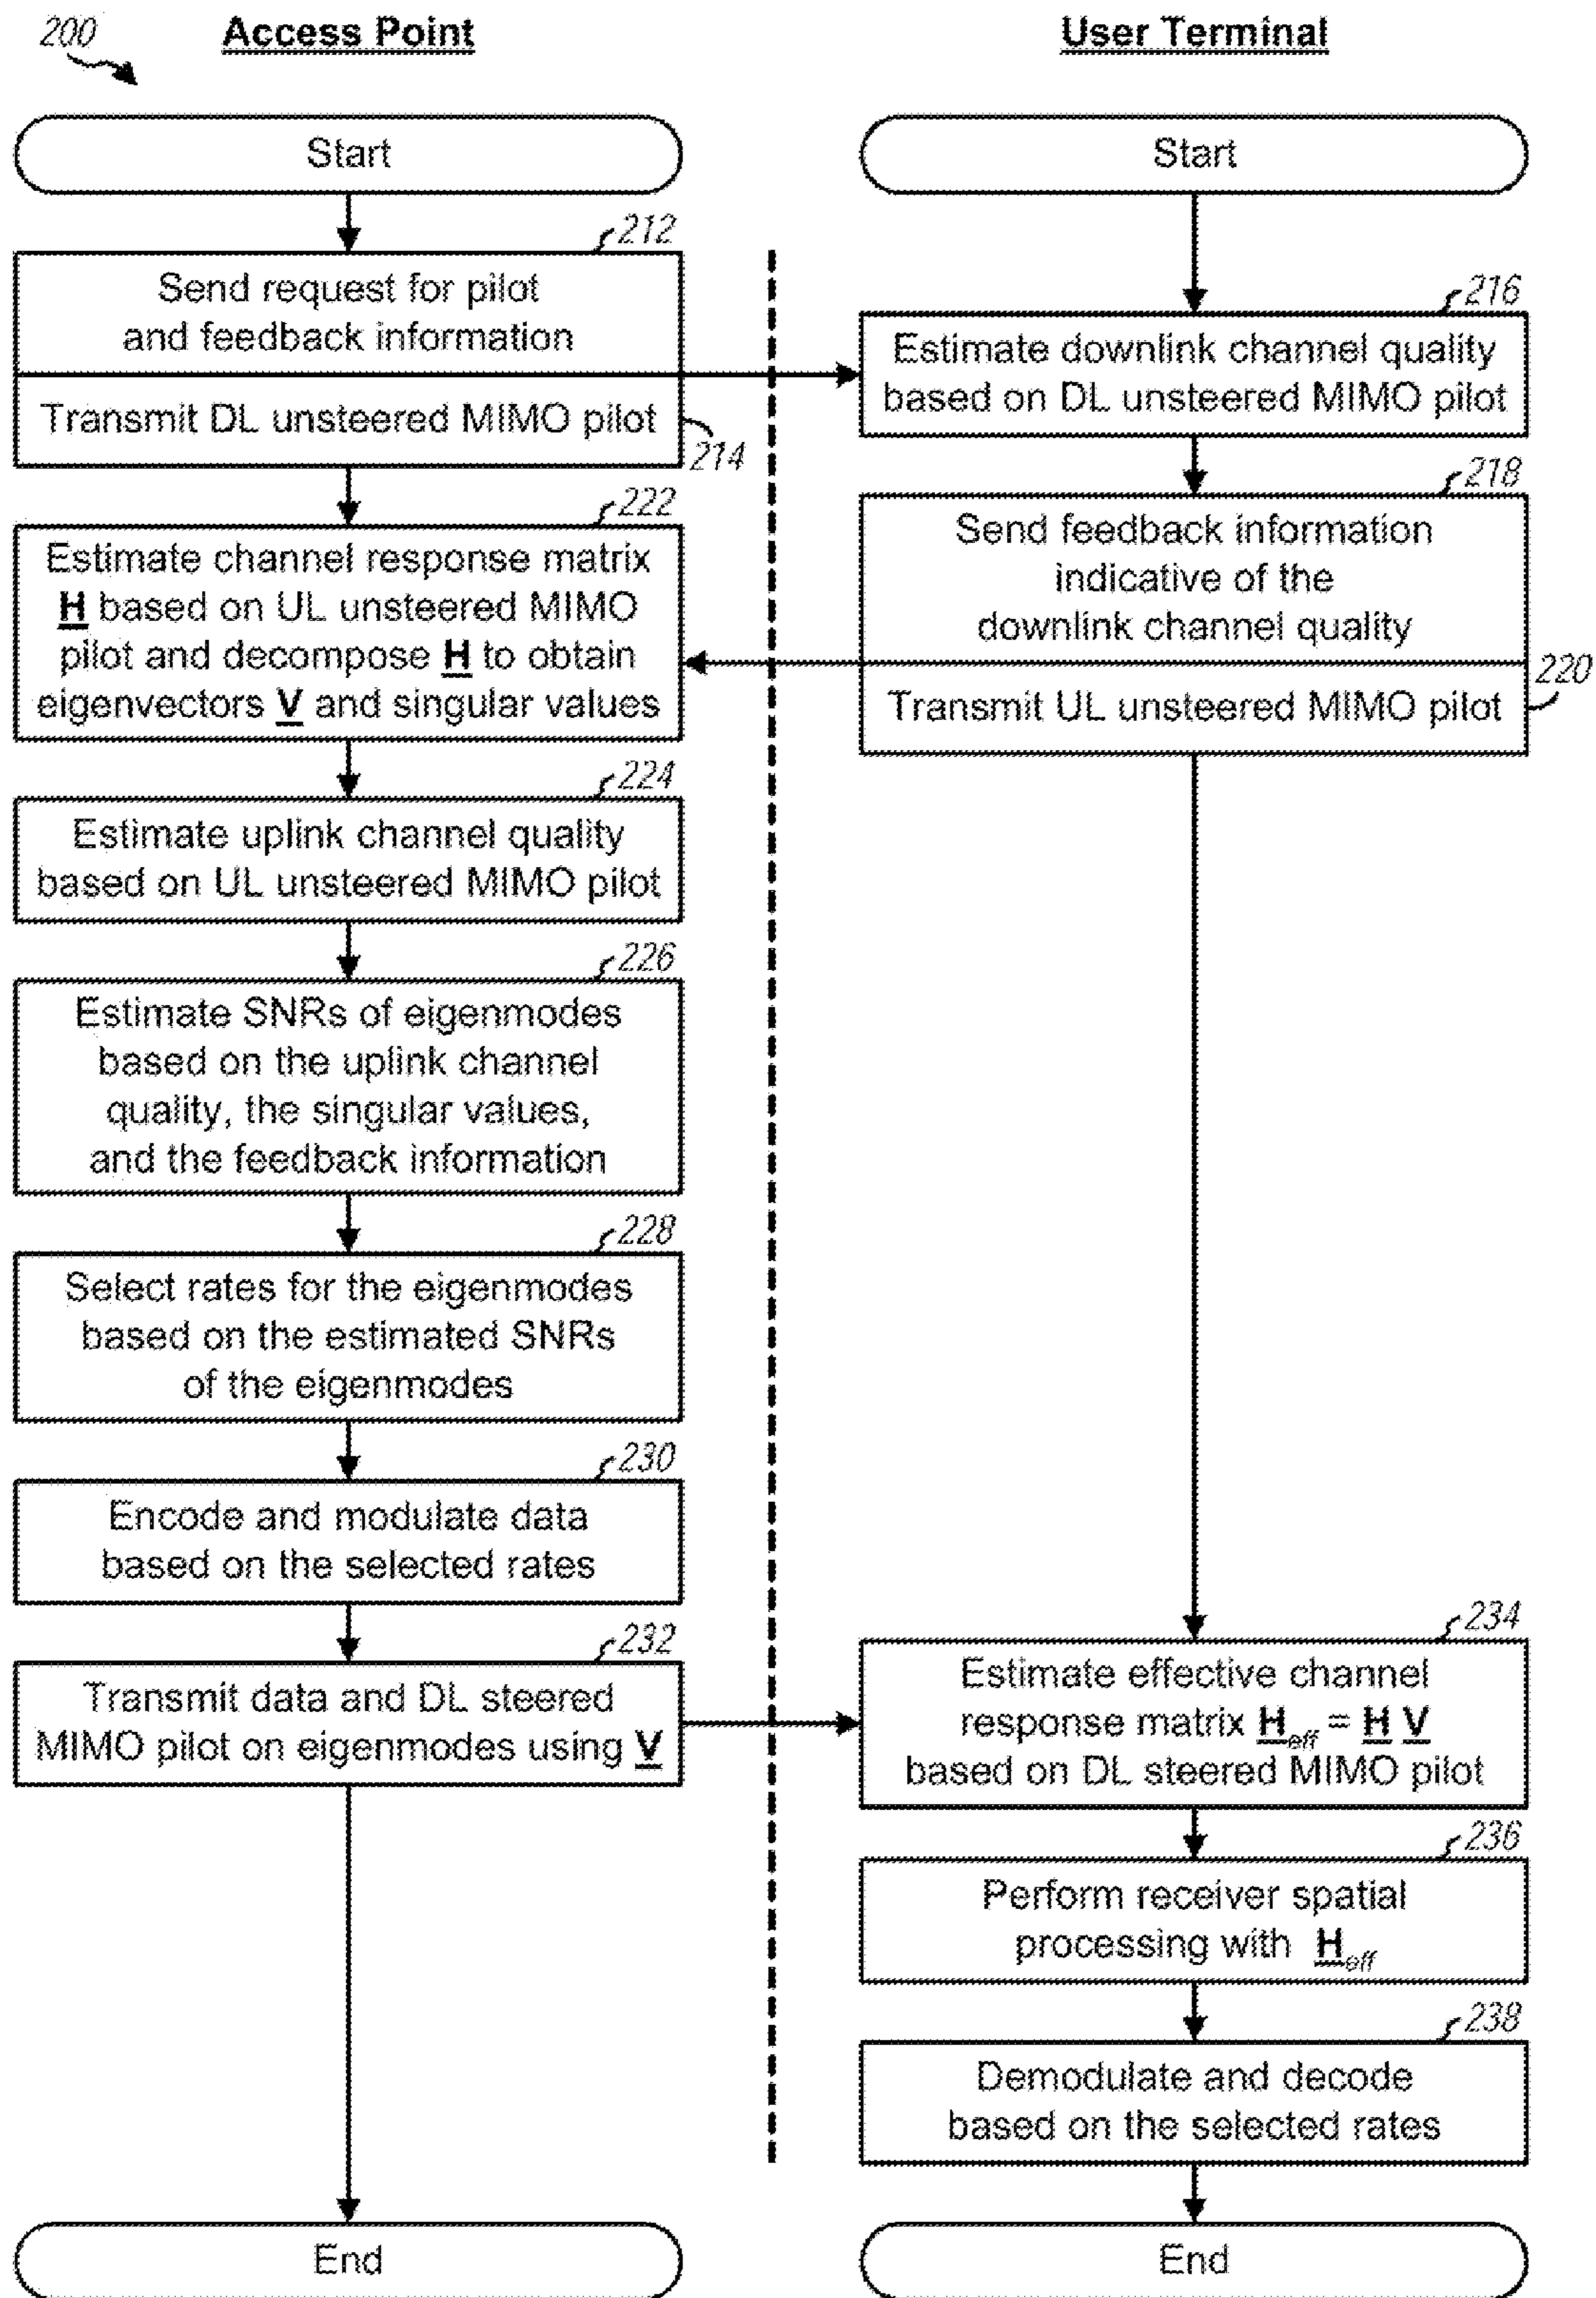 200
Access Point
Start
212
Send request for pilot
and feedback information
Transmit DL unsteered MIMO pilot
214
222
Estimate channel response matrix
H based on UL unsteered MIMO
pilot and decompose H to obtain
eigenvectors V and singular values
224
Estimate uplink channel quality
based on UL unsteered MIMO pilot
226
Estimate SNRs of eigenmodes
based on the uplink channel
quality, the singular values,
and the feedback information
228
Select rates for the eigenmodes
based on the estimated SNRs
of the eigenmodes
230
Encode and modulate data
based on the selected rates
232
Transmit data and DL steered
MIMO pilot on eigenmodes using V
End
User Terminal
Start
216
Estimate downlink channel quality
based on DL unsteered MIMO pilot
218
Send feedback information
indicative of the
downlink channel quality
220
Transmit UL unsteered MIMO pilot
234
Estimate effective channel
response matrix Heff = H V
based on DL steered MIMO pilot
236
Perform receiver spatial
processing with Heff
238
Demodulate and decode
based on the selected rates
End